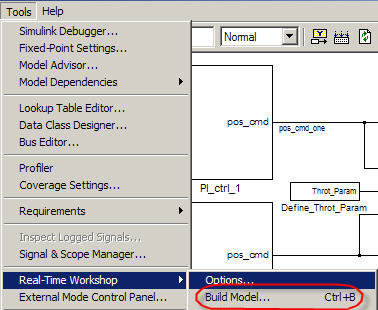 Tools Help
Simulink Debugger...
Fixed-Point Settings...
Model Advisor...
Model Dependencies
Lookup Table Editor...
Data Class Designer...
Bus Editor...
Profiler
Coverage Settings...
Requirements
Inspect Logged Signals...
Signal & Scope Manager...
Real-Time Workshop
External Mode Control Panel...
Options...
Build Model... Ctrl+B
Normal
pos_cmd
pos_cmd_one
PI_ctrl_1
Throt_Param
Define_Throt_Param
pos_cmd